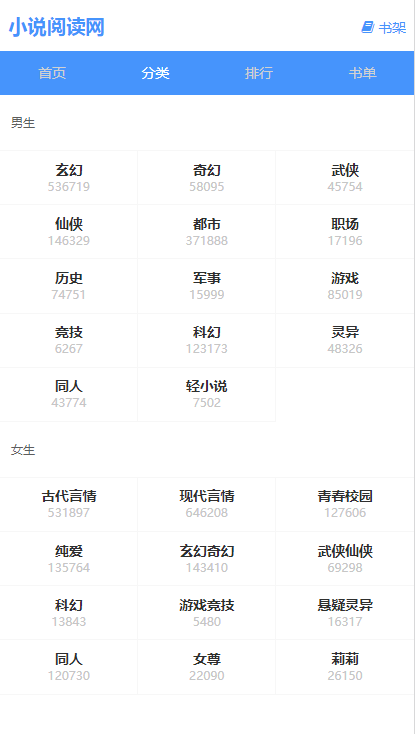 小说阅读网 书架
首页 分类 排行 书单
男生
玄幻 奇幻 武侠
536719 58095 45754
仙侠 都市 职场
146329 371888 17196
历史 军事 游戏
74751 15999 85019
竞技 科幻 灵异
6267 123173 48326
同人 轻小说
43774 7502
女生
古代言情 现代言情 青春校园
531897 646208 127606
纯爱 玄幻奇幻 武侠仙侠
135764 143410 69298
科幻 游戏竞技 悬疑灵异
13843 5480 16317
同人 女尊 莉莉
120730 22090 26150